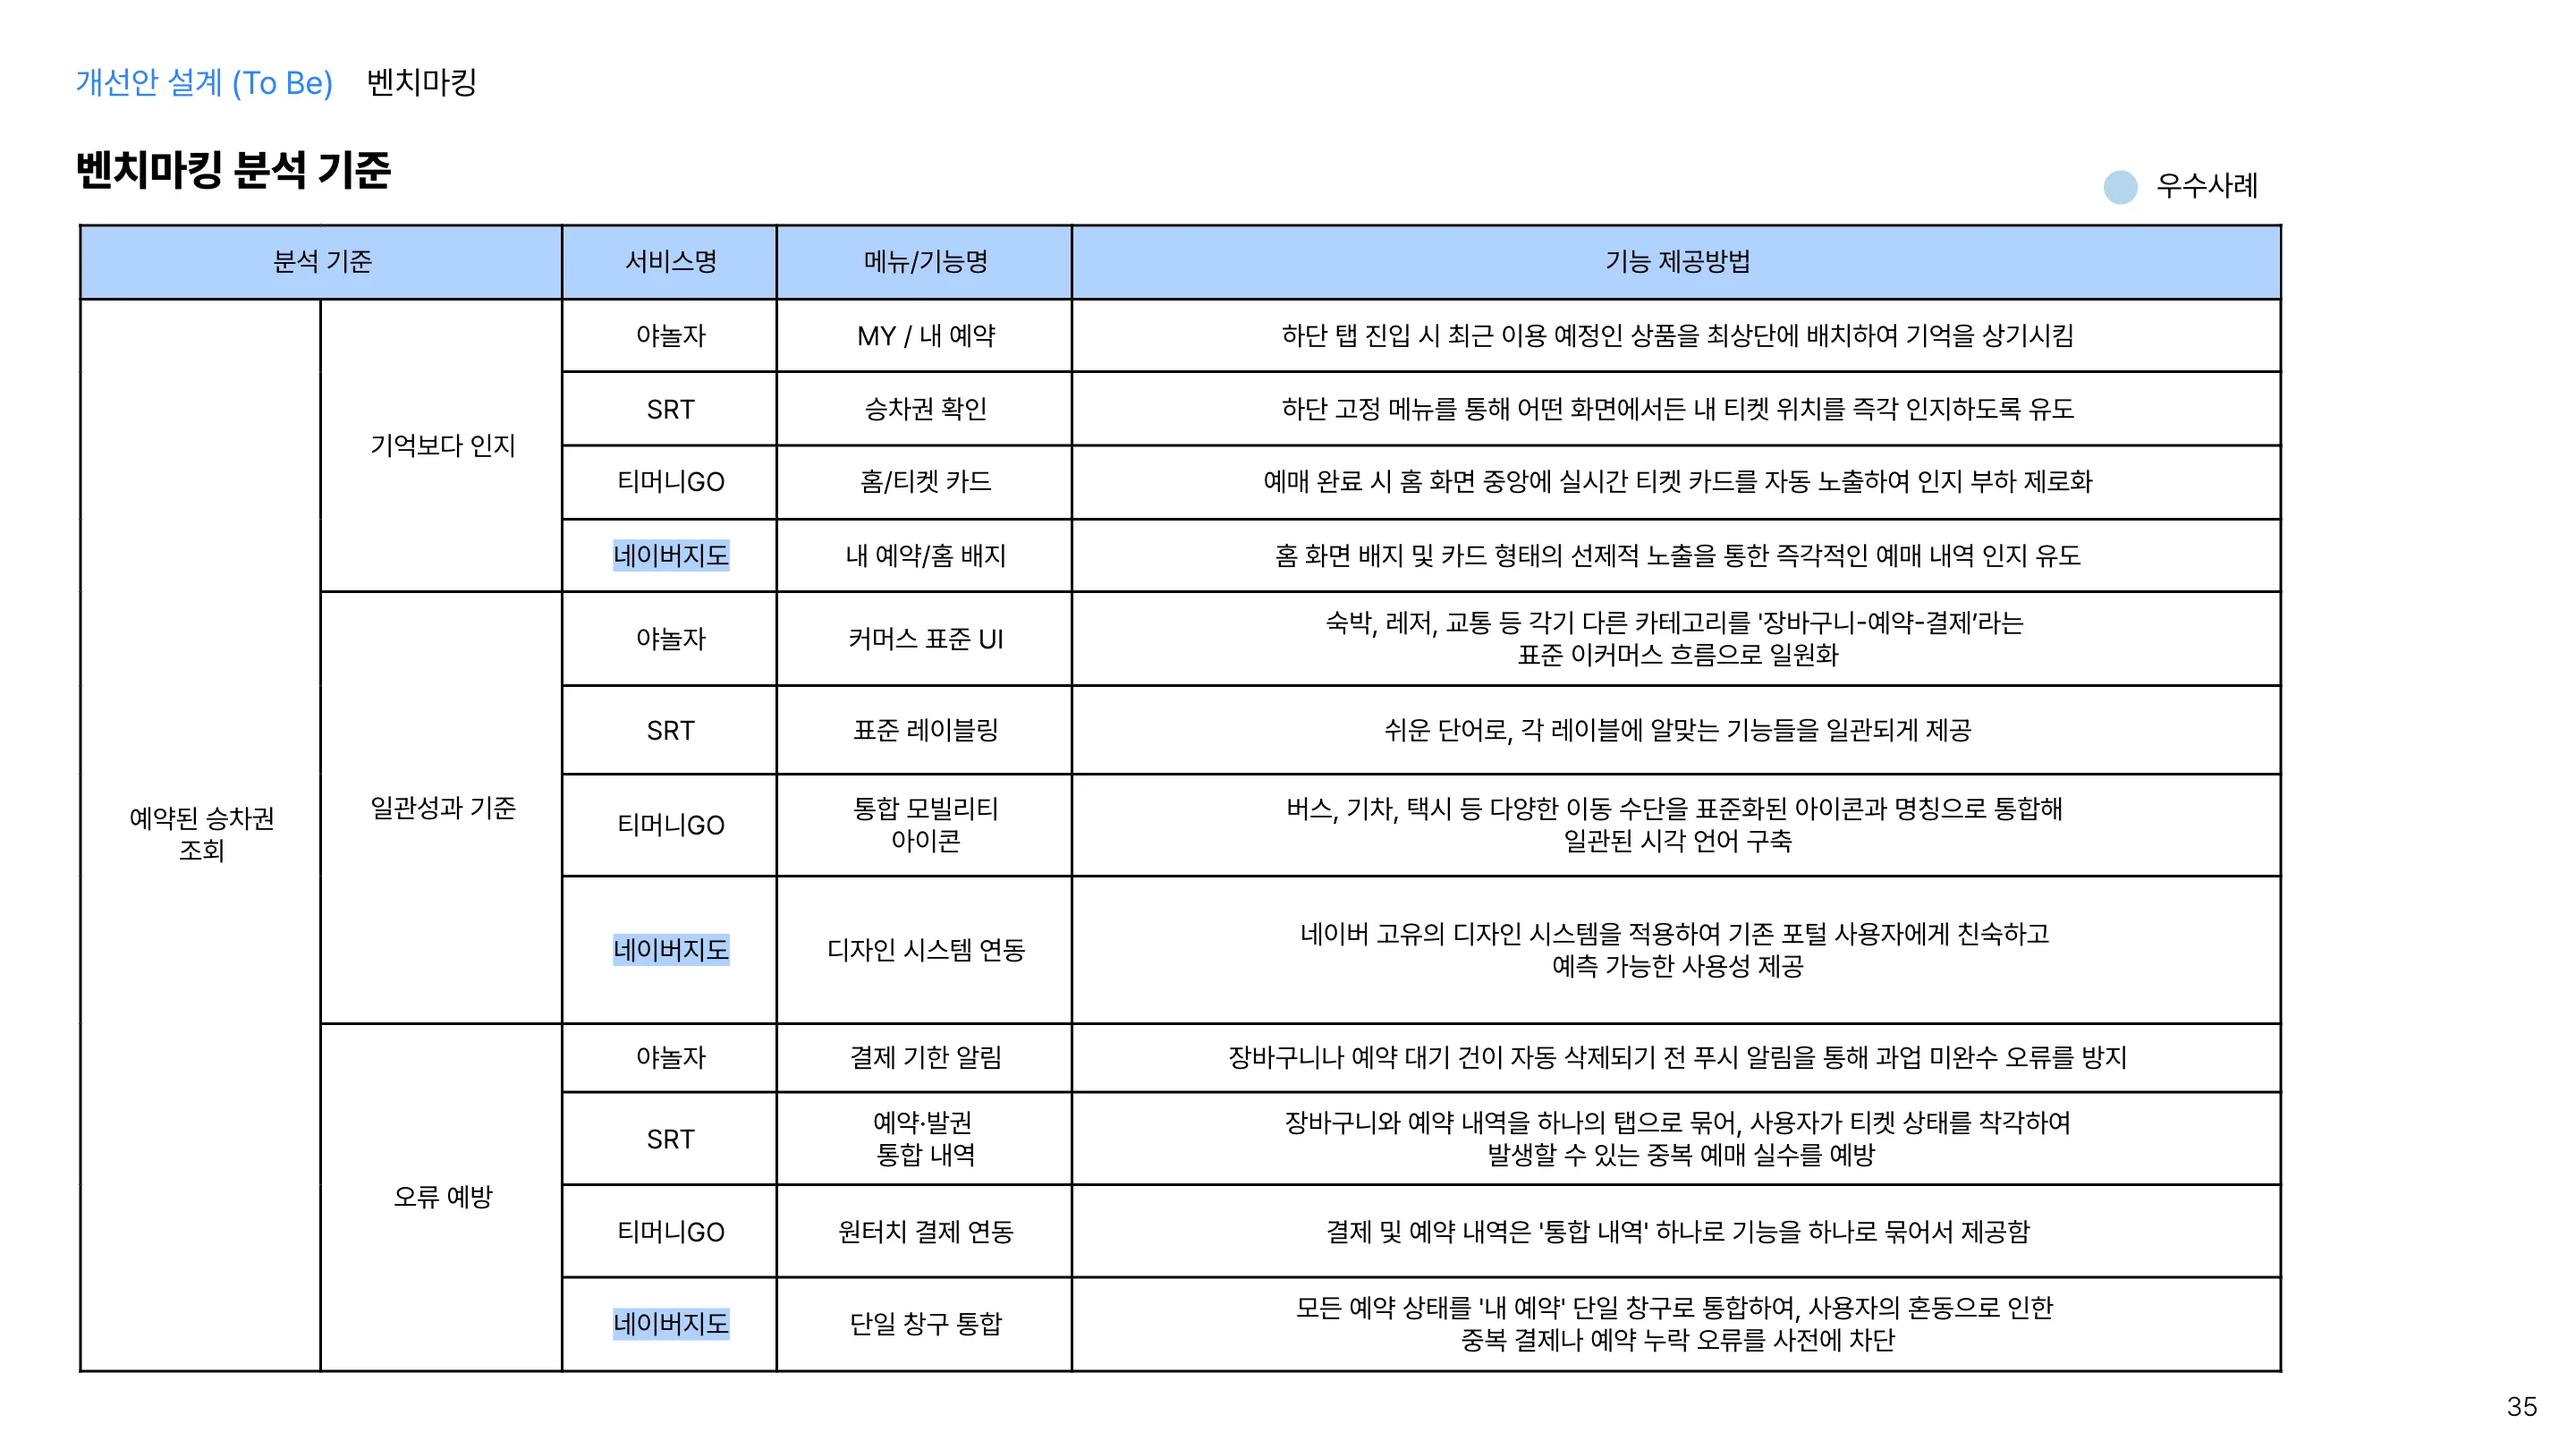 개선안 설계 (To Be) 벤치마킹
벤치마킹 분석 기준
우수사례
분석 기준 서비스명 메뉴/기능명 기능 제공방법
예약된 승차권
조회
기억보다 인지
야놀자 MY / 내 예약 하단 탭 진입 시 최근 이용 예정인 상품을 최상단에 배치하여 기억을 상기시킴
SRT 승차권 확인 하단 고정 메뉴를 통해 어떤 화면에서든 내 티켓 위치를 즉각 인지하도록 유도
티머니GO 홈/티켓 카드 예매 완료 시 홈 화면 중앙에 실시간 티켓 카드를 자동 노출하여 인지 부하 제로화
네이버지도 내 예약/홈 배지 홈 화면 배지 및 카드 형태의 선제적 노출을 통한 즉각적인 예매 내역 인지 유도
일관성과 기준
야놀자 커머스 표준 UI 숙박, 레저, 교통 등 각기 다른 카테고리를 '장바구니-예약-결제’라는
표준 이커머스 흐름으로 일원화
SRT 표준 레이블링 쉬운 단어로, 각 레이블에 알맞는 기능들을 일관되게 제공
티머니GO
통합 모빌리티
아이콘
버스, 기차, 택시 등 다양한 이동 수단을 표준화된 아이콘과 명칭으로 통합해
일관된 시각 언어 구축
네이버지도 디자인 시스템 연동 네이버 고유의 디자인 시스템을 적용하여 기존 포털 사용자에게 친숙하고
예측 가능한 사용성 제공
오류 예방
야놀자 결제 기한 알림 장바구니나 예약 대기 건이 자동 삭제되기 전 푸시 알림을 통해 과업 미완수 오류를 방지
SRT
예약·발권
통합 내역
장바구니와 예약 내역을 하나의 탭으로 묶어, 사용자가 티켓 상태를 착각하여
발생할 수 있는 중복 예매 실수를 예방
티머니GO 원터치 결제 연동 결제 및 예약 내역은 '통합 내역' 하나로 기능을 하나로 묶어서 제공함
네이버지도 단일 창구 통합 모든 예약 상태를 '내 예약' 단일 창구로 통합하여, 사용자의 혼동으로 인한
중복 결제나 예약 누락 오류를 사전에 차단
35